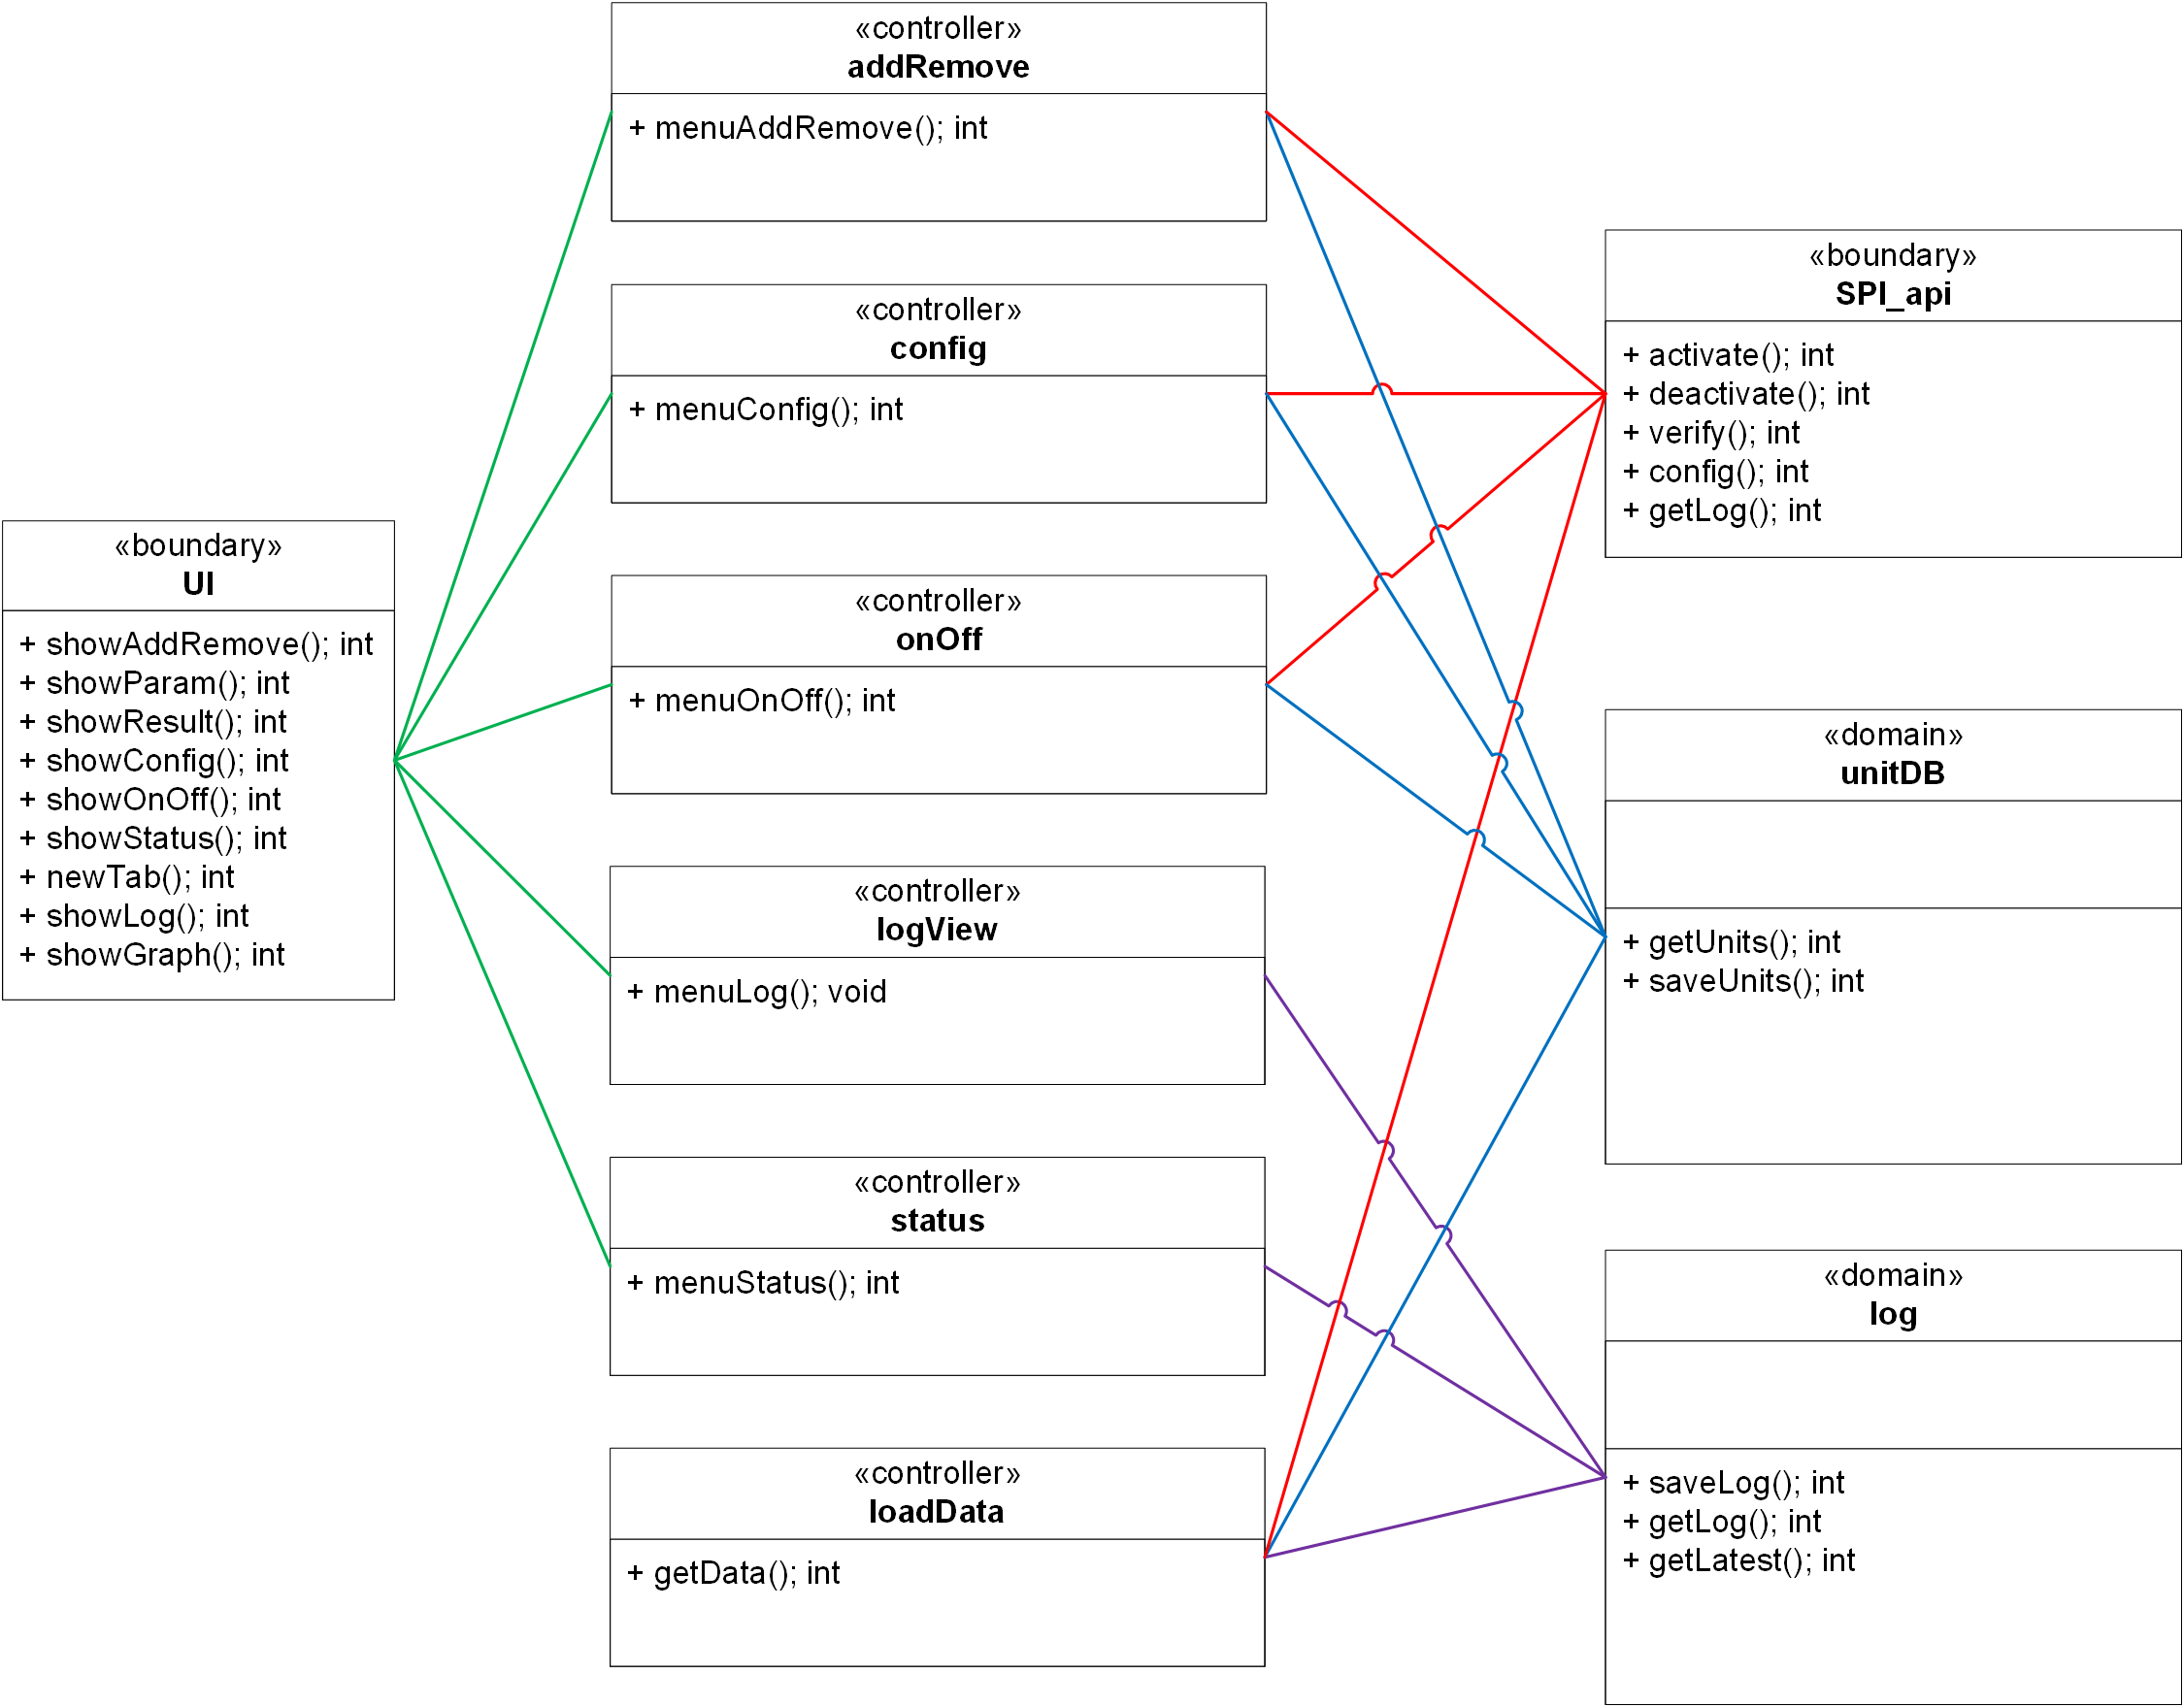 «boundary»
UI
+ showAddRemove(); int
+ showParam(); int
+ showResult(); int
+ showConfig(); int
+ showOnOff(); int
+ showStatus(); int
+ newTab(); int
+ showLog(); int
+ showGraph(); int
«controller»
addRemove
+ menuAddRemove(); int
«controller»
config
+ menuConfig(); int
«controller»
onOff
+ menuOnOff(); int
«controller»
logView
+ menuLog(); void
«controller»
status
+ menuStatus(); int
«controller»
loadData
+ getData(); int
«boundary»
SPI_api
+ activate(); int
+ deactivate(); int
+ verify(); int
+ config(); int
+ getLog(); int
«domain»
unitDB
+ getUnits(); int
+ saveUnits(); int
«domain»
log
+ saveLog(); int
+ getLog(); int
+ getLatest(); int